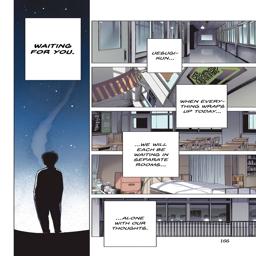 UESUGI-
KUN...
WHEN EVERY-
THING WRAPS
UP TODAY...
...WE WILL
EACH BE
WAITING IN
SEPARATE
ROOMS...
...ALONE
WITH OUR
THOUGHTS.
WAITING
FOR YOU.
166